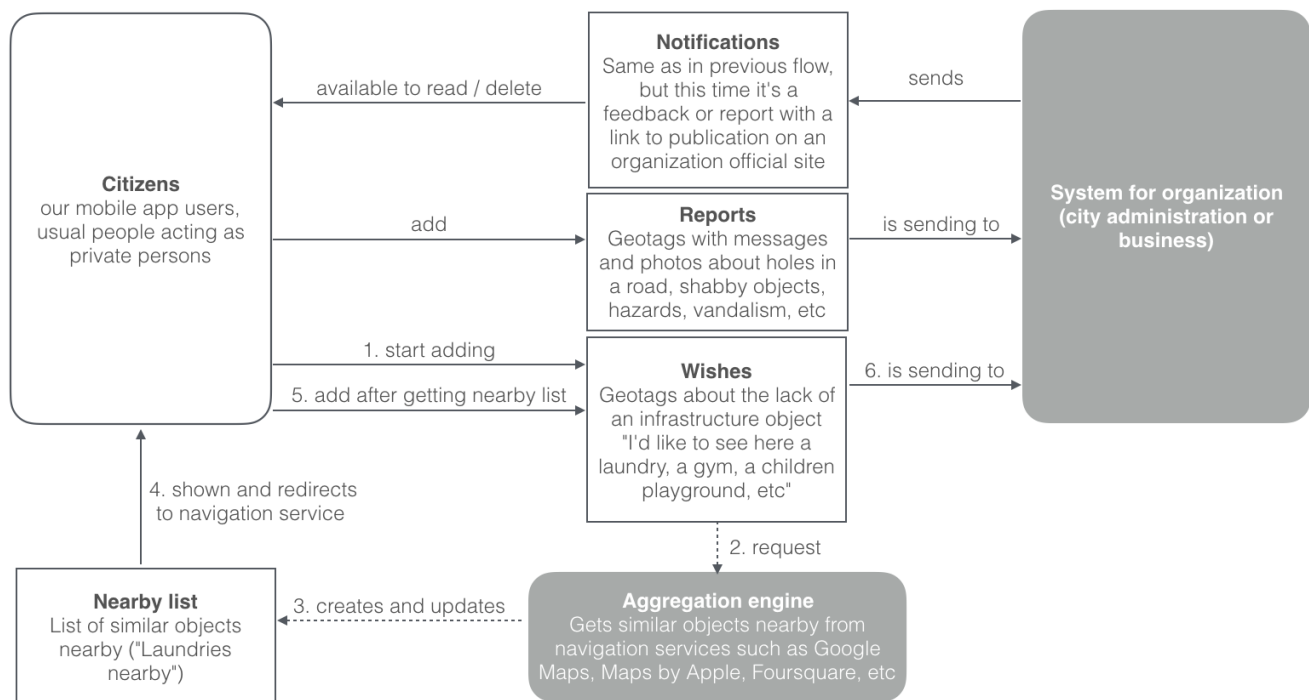 Citizens
our mobile app users,
usual people acting as
private persons
available to read / delete
Notifications
Same as in previous flow,
but this time it's a
feedback or report with a
link to publication on an
organization official site
sends
System for organization
(city administration or
business)
add
Reports
Geotags with messages
and photos about holes in
a road, shabby objects,
hazards, vandalism, etc
is sending to
1. start adding
5. add after getting nearby list
Wishes
Geotags about the lack of
an infrastructure object
"I'd like to see here a
laundry, a gym, a children
playground, etc"
6. is sending to
4. shown and redirects
to navigation service
2. request
Nearby list
List of similar objects
nearby ("Laundries
nearby")
3. creates and updates
Aggregation engine
Gets similar objects nearby from
navigation services such as Google
Maps, Maps by Apple, Foursquare, etc